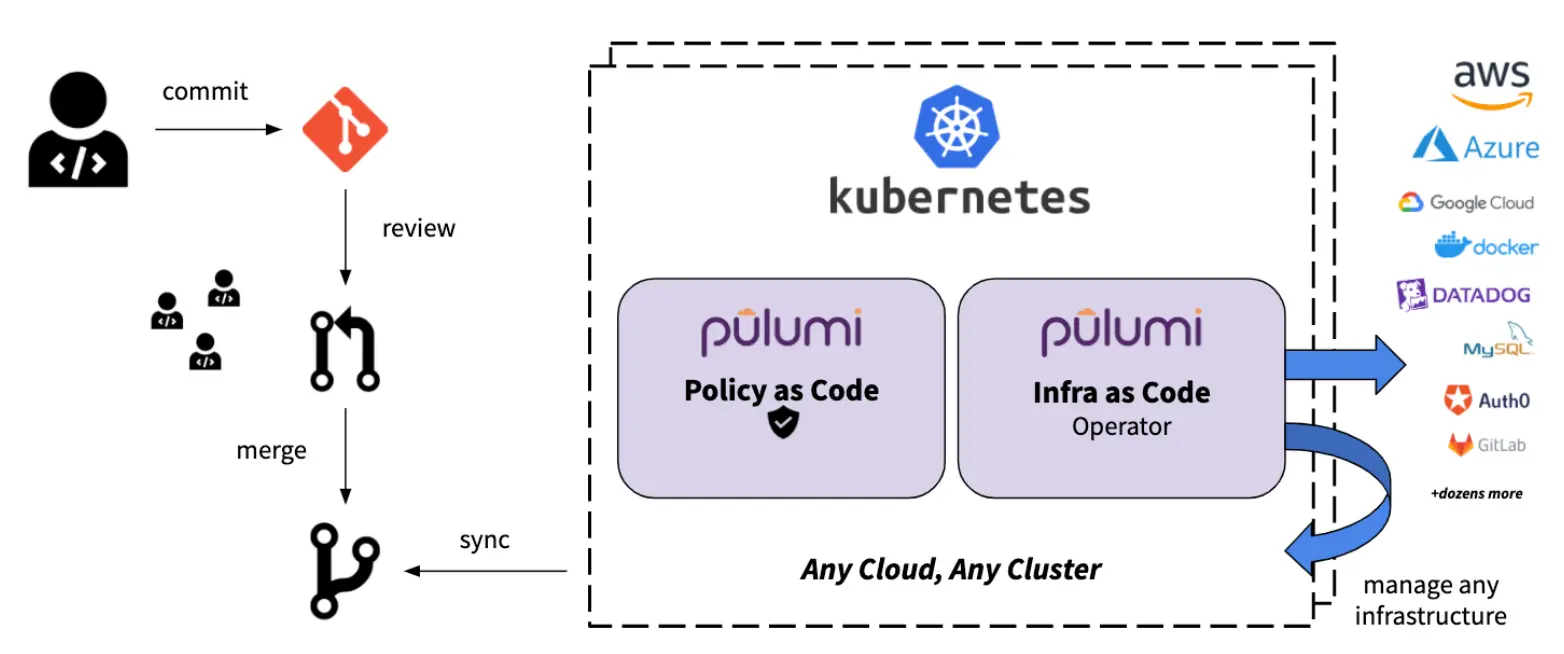 commit
review
merge
sync
kubernetes
pulumi
Policy as Code
pulumi
Infra as Code
Operator
Any Cloud, Any Cluster
aws
Azure
Google Cloud
docker
DATADOG
MySQL
Auth0
GitLab
+dozens more
manage any
infrastructure